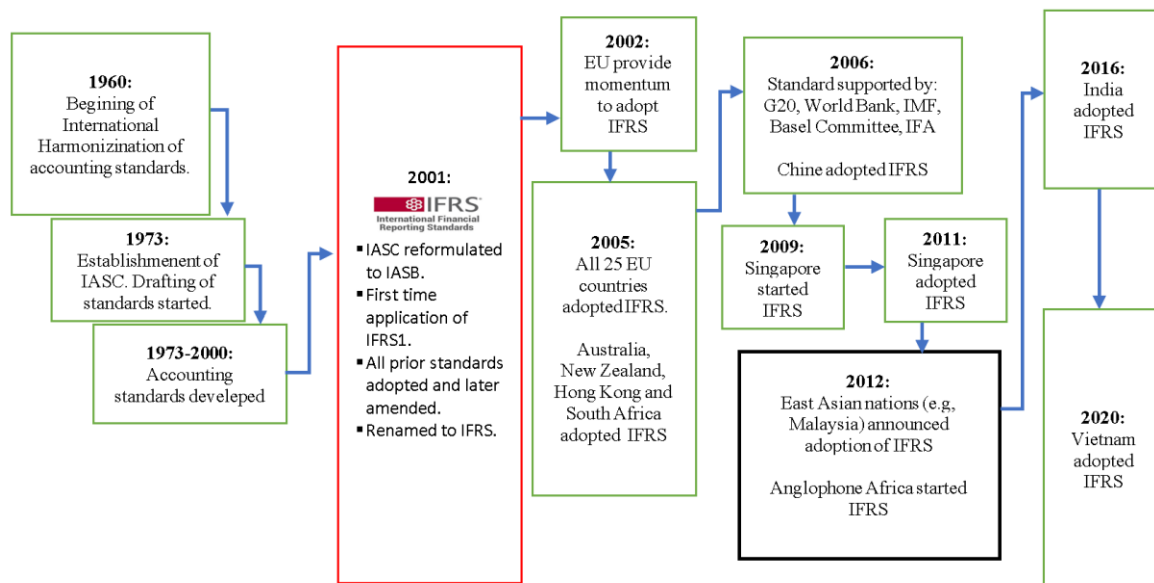 1960:
Begining of
International
Harmonizination of
accounting standards.
1973:
Establishmenent of
IASC. Drafting of
standards started.
1973-2000:
Accounting
standards develeped
2001:
IFRS®
International Financial
Reporting Standards
▪ IASC reformulated
to IASB.
▪ First time
application of
IFRS1.
▪ All prior standards
adopted and later
amended.
▪ Renamed to IFRS.
2002:
EU provide
momentum
to adopt
IFRS
2005:
All 25 EU
countries
adopted IFRS.
Australia,
New Zealand,
Hong Kong and
South Africa
adopted IFRS
2006:
Standard supported by:
G20, World Bank, IMF,
Basel Committee, IFA
Chine adopted IFRS
2009:
Singapore
started
IFRS
2011:
Singapore
adopted
IFRS
2012:
East Asian nations (e.g,
Malaysia) announced
adoption of IFRS
Anglophone Africa started
IFRS
2016:
India
adopted
IFRS
2020:
Vietnam
adopted
IFRS